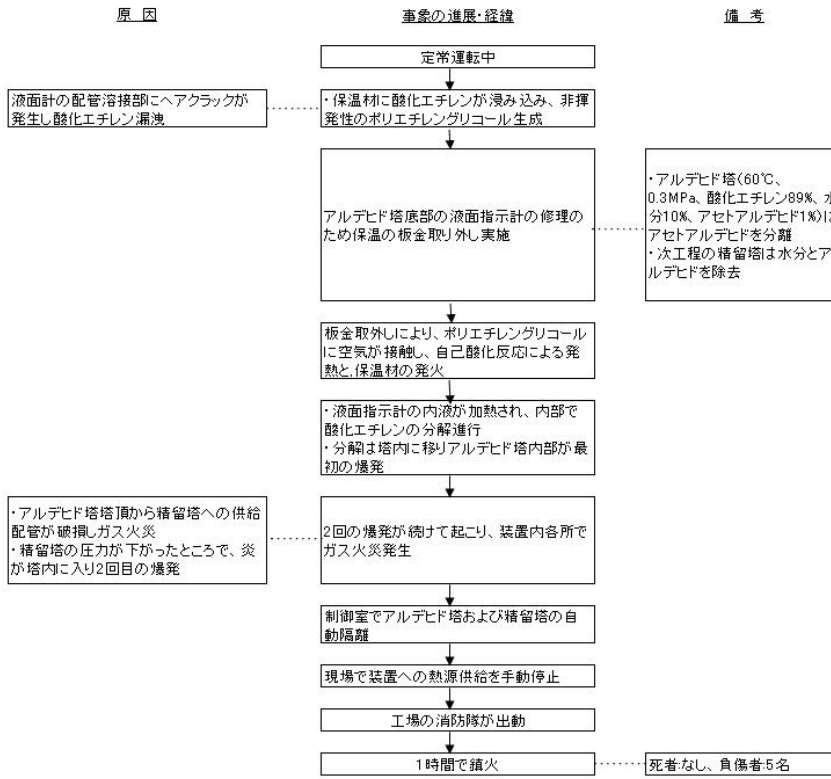 原 因
事象の進展・経緯
備 考
定常運転中
液面計の配管溶接部にヘアクラックが
発生し酸化エチレン漏洩
・保温材に酸化エチレンが浸み込み、非揮
発性のポリエチレングリコール生成
アルデヒド塔底部の液面指示計の修理の
ため保温の板金取り外し実施
・アルデヒド塔(60℃、
0.3MPa、酸化エチレン89%、水
分10%、アセトアルデヒド1%)に
アセトアルデヒドを分離
・次工程の精留塔は水分とア
ルデヒドを除去
板金取外しにより、ポリエチレングリコール
に空気が接触し、自己酸化反応による発
熱と,保温材の発火
・液面指示計の内液が加熱され、内部で
酸化エチレンの分解進行
・分解は塔内に移りアルデヒド塔内部が最
初の爆発
・アルデヒド塔塔頂から精留塔への供給
配管が破損しガス火災
・精留塔の圧力が下がったところで、炎
が塔内に入り2回目の爆発
2回の爆発が続けて起こり、装置内各所で
ガス火災発生
制御室でアルデヒド塔および精留塔の自
動隔離
現場で装置への熱源供給を手動停止
工場の消防隊が出動
1時間で鎮火
死者:なし、負傷者:5名